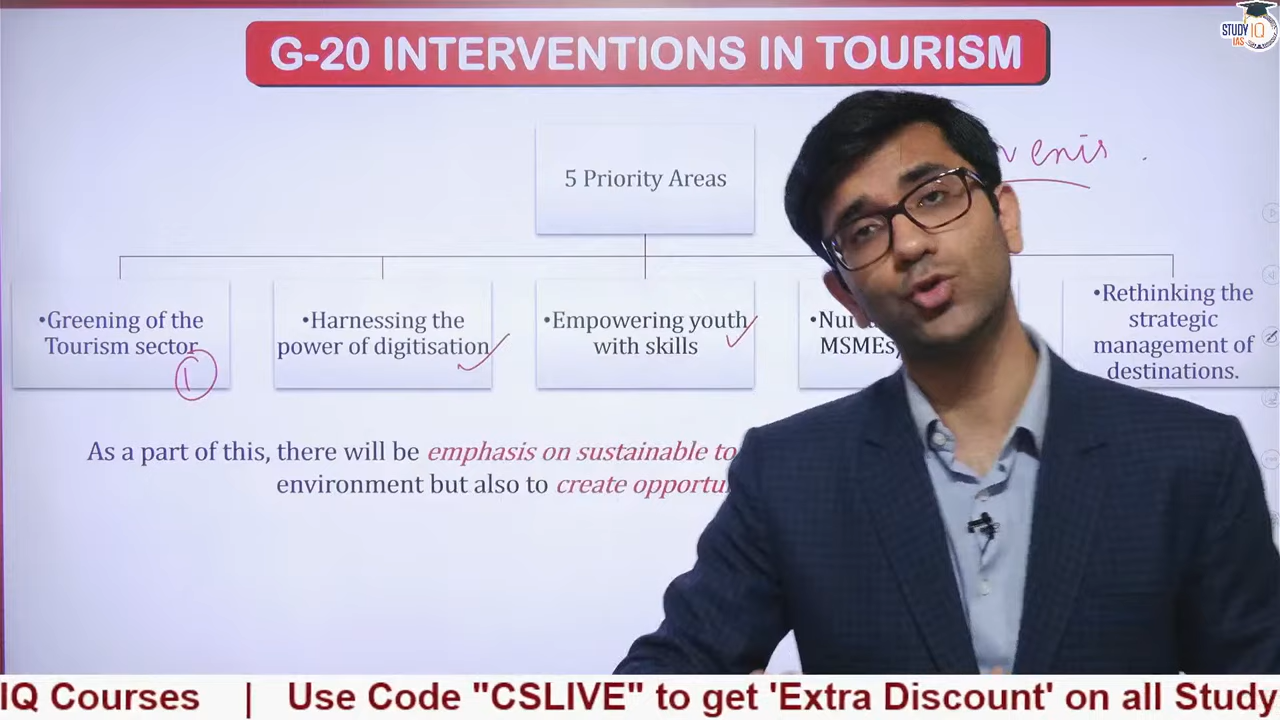 G-20 INTERVENTIONS IN TOURISM
STUDY IQ
IAS
5 Priority Areas
•Greening of the
Tourism sector
1
•Harnessing the
power of digitisation
•Empowering youth
with skills
MSMEs
•Rethinking the
strategic
management of
destinations.
As a part of this, there will be emphasis on sustainable
environment but also to create
IQ Courses | Use Code "CSLIVE" to get 'Extra Discount' on all Study